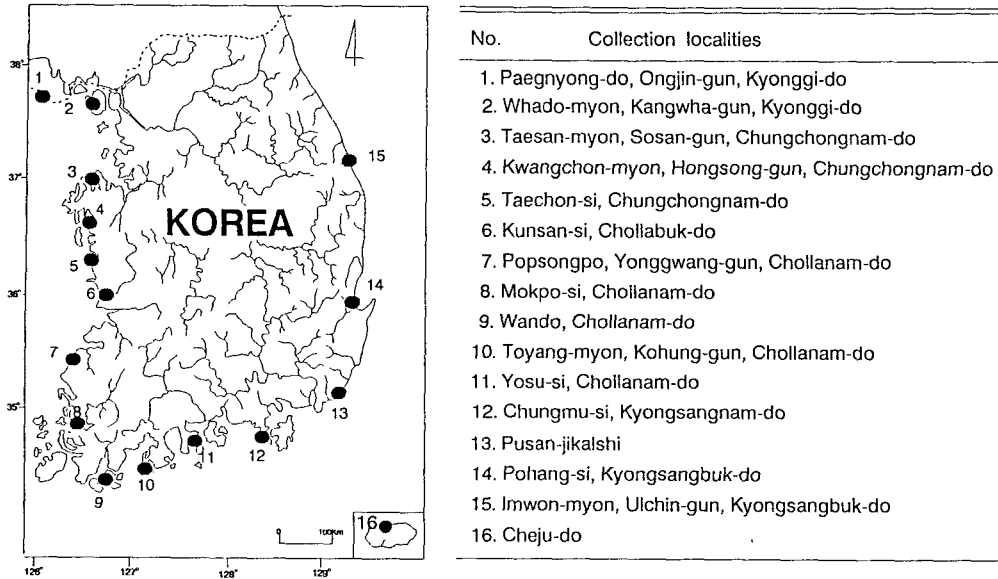 38°
37°
36°
35°
1
2
3
4
5
6
7
8
9
10
11
12
13
14
15
16
KOREA
0
100Km
126°
127°
128°
129°
No. Collection localities
1. Paegnyong-do, Ongjin-gun, Kyonggi-do
2. Whado-myon, Kangwha-gun, Kyonggi-do
3. Taesan-myon, Sosan-gun, Chungchongnam-do
4. Kwangchon-myon, Hongsong-gun, Chungchongnam-do
5. Taechon-si, Chungchongnam-do
6. Kunsan-si, Chollabuk-do
7. Popsongpo, Yonggwang-gun, Chollanam-do
8. Mokpo-si, Chollanam-do
9. Wando, Chollanam-do
10. Toyang-myon, Kohung-gun, Chollanam-do
11. Yosu-si, Chollanam-do
12. Chungmu-si, Kyongsangnam-do
13. Pusan-jikalshi
14. Pohang-si, Kyongsangbuk-do
15. Imwon-myon, Ulchin-gun, Kyongsangbuk-do
16. Cheju-do